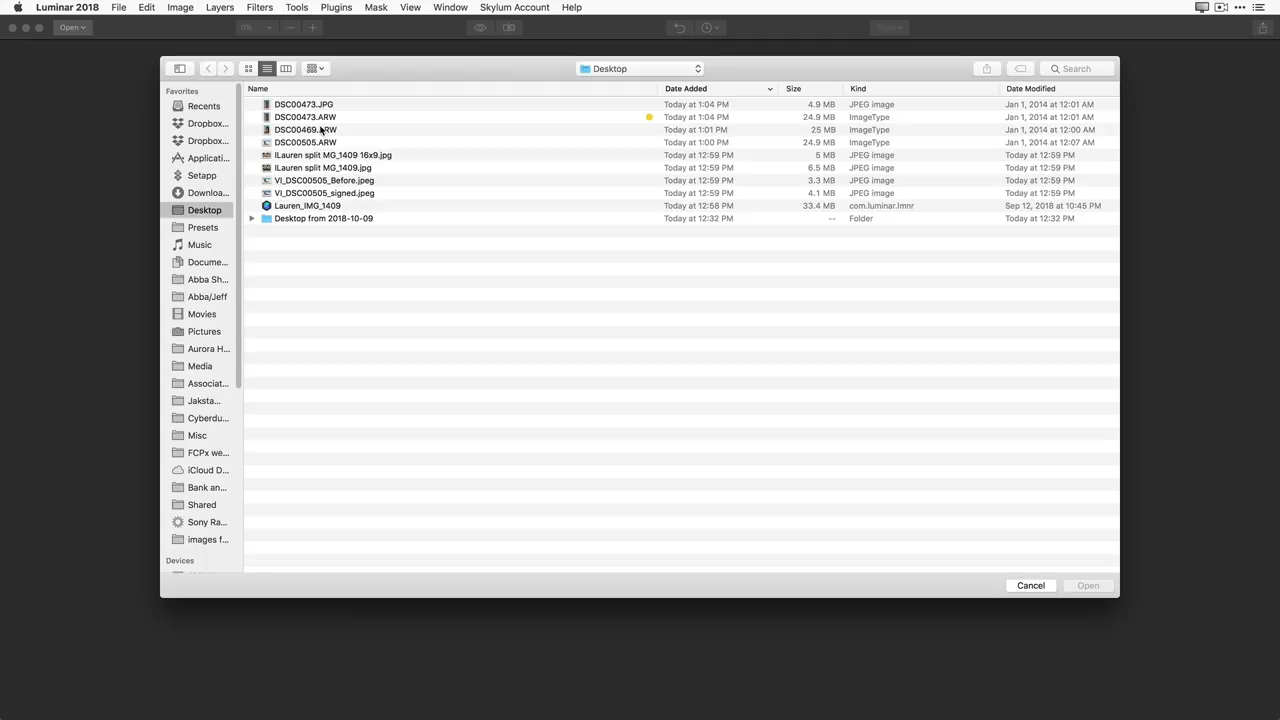 Luminar 2018 File Edit Image Layers Filters Tools Plugins Mask View Window Skylum Account Help
Open 0%
Desktop Search
Favorites Name Date Added Size Kind Date Modified
Recents DSC00473.JPG Today at 1:04 PM 4.9 MB JPEG image Jan 1, 2014 at 12:01 AM
Dropbox... DSC00473.ARW Today at 1:04 PM 24.9 MB ImageType Jan 1, 2014 at 12:01 AM
DSC00469.ARW Today at 1:01 PM 25 MB ImageType Jan 1, 2014 at 12:00 AM
Dropbox... DSC00505.ARW Today at 1:00 PM 24.9 MB ImageType Jan 1, 2014 at 12:07 AM
Applicati... ILauren split MG_1409 16x9.jpg Today at 12:59 PM 5 MB JPEG image Today at 12:59 PM
ILauren split MG_1409.jpg Today at 12:59 PM 6.5 MB JPEG image Today at 12:59 PM
Setapp VI_DSC00505_Before.jpeg Today at 12:59 PM 3.3 MB JPEG image Today at 12:59 PM
Downloa... VI_DSC00505_signed.jpeg Today at 12:59 PM 4.1 MB JPEG image Today at 12:59 PM
Desktop Lauren_IMG_1409 Today at 12:58 PM 33.4 MB com.luminar.lmnr Sep 12, 2018 at 10:45 PM
Desktop from 2018-10-09 Today at 12:32 PM -- Folder Today at 12:32 PM
Presets
Music
Docume...
Abba Sh...
Abba/Jeff
Movies
Pictures
Aurora H...
Media
Associat...
Jaksta...
Cyberdu...
Misc
FCPx we...
iCloud D...
Bank an...
Shared
Sony Ra...
images f...
Devices
Cancel Open